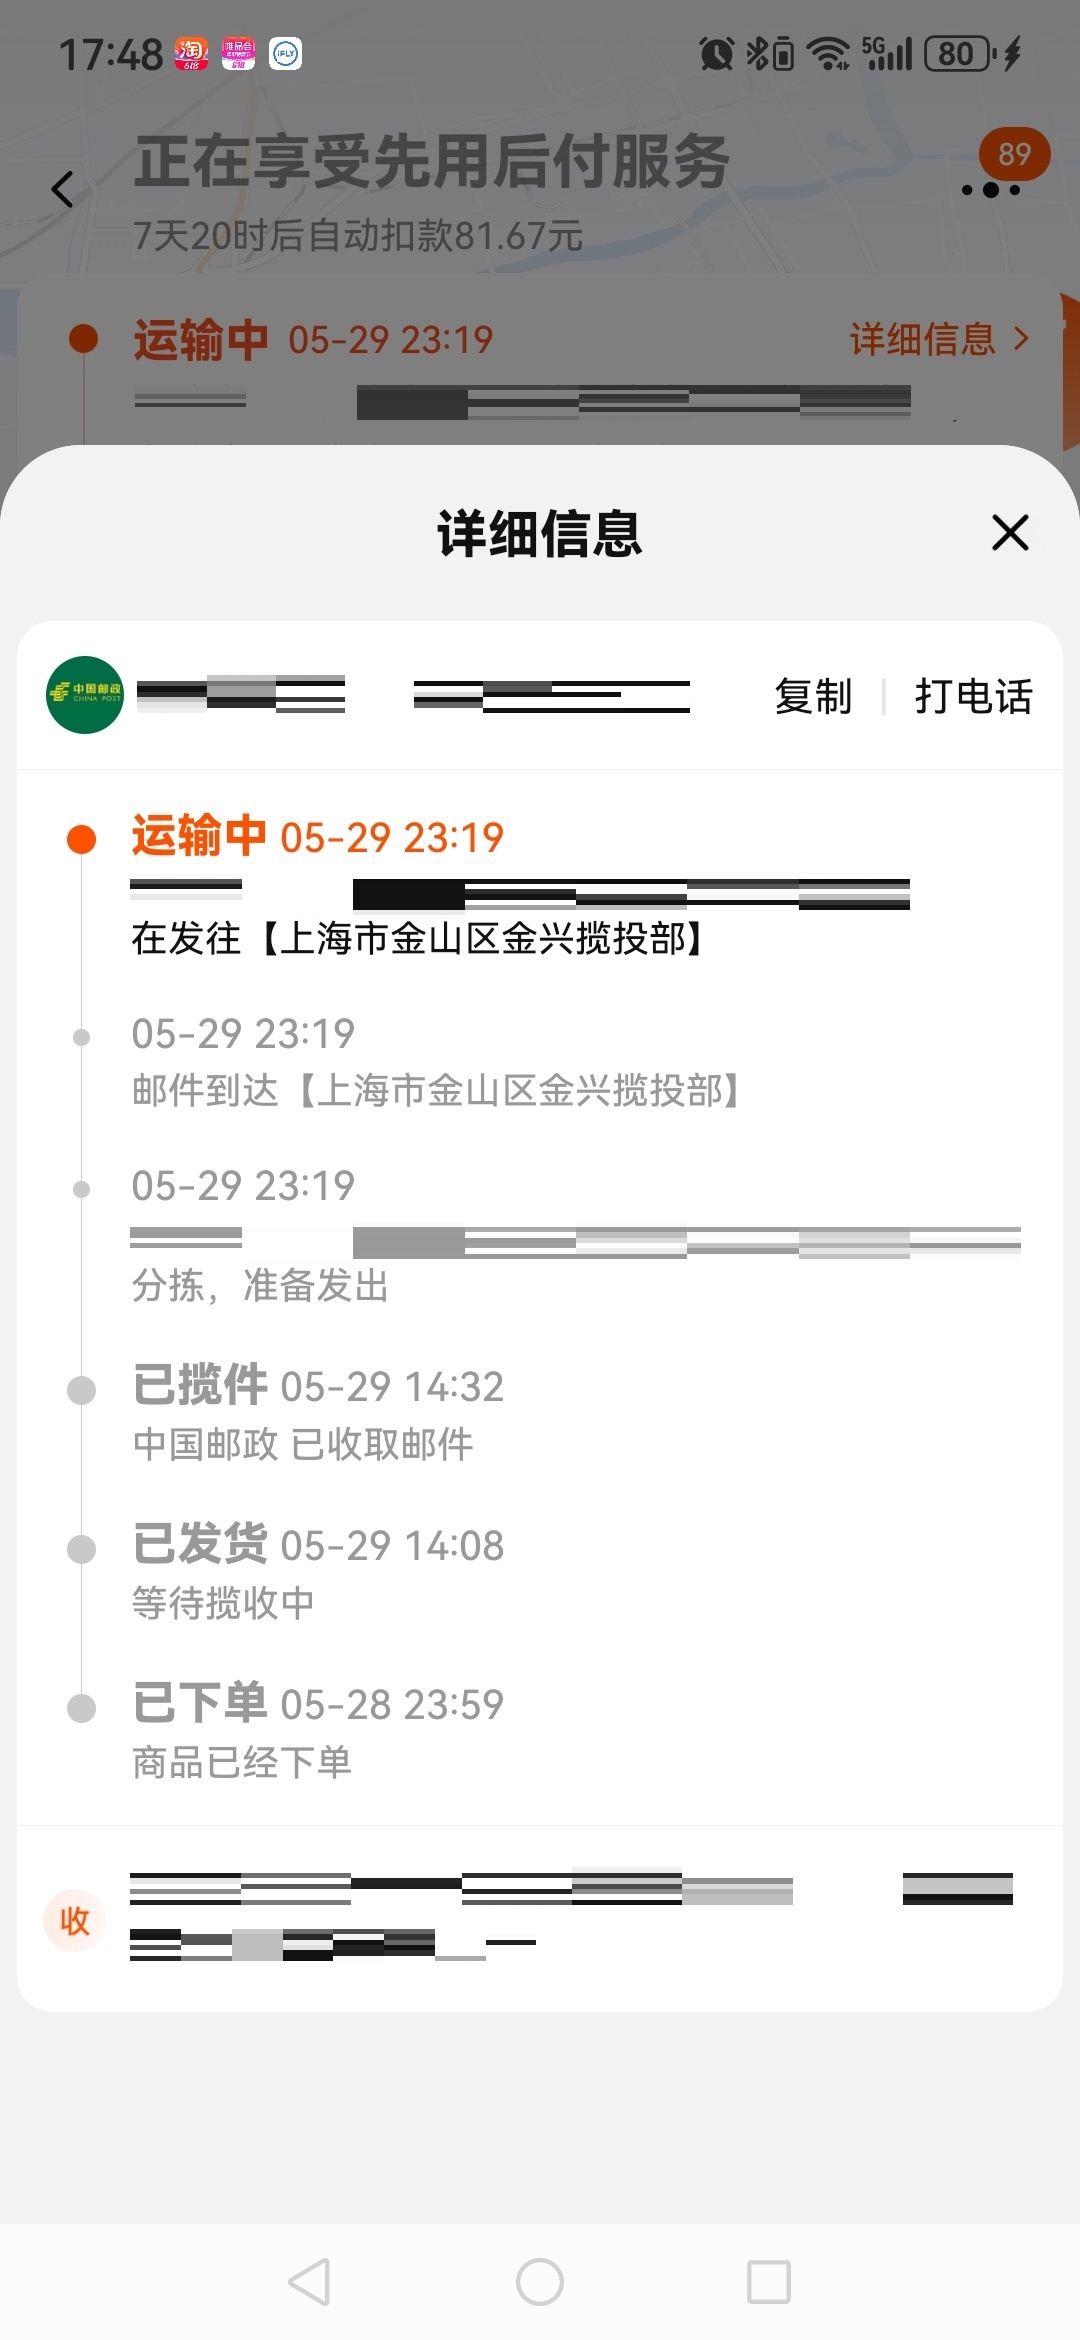 17:48
淘
618
唯品会
618
iFLY
5G
80
正在享受先用后付服务
89
7天20时后自动扣款81.67元
运输中 05-29 23:19
详细信息
详细信息
中国邮政
CHINA POST
复制
打电话
运输中 05-29 23:19
在发往【上海市金山区金兴揽投部】
05-29 23:19
邮件到达【上海市金山区金兴揽投部】
05-29 23:19
分拣，准备发出
已揽件 05-29 14:32
中国邮政 已收取邮件
已发货 05-29 14:08
等待揽收中
已下单 05-28 23:59
商品已经下单
收